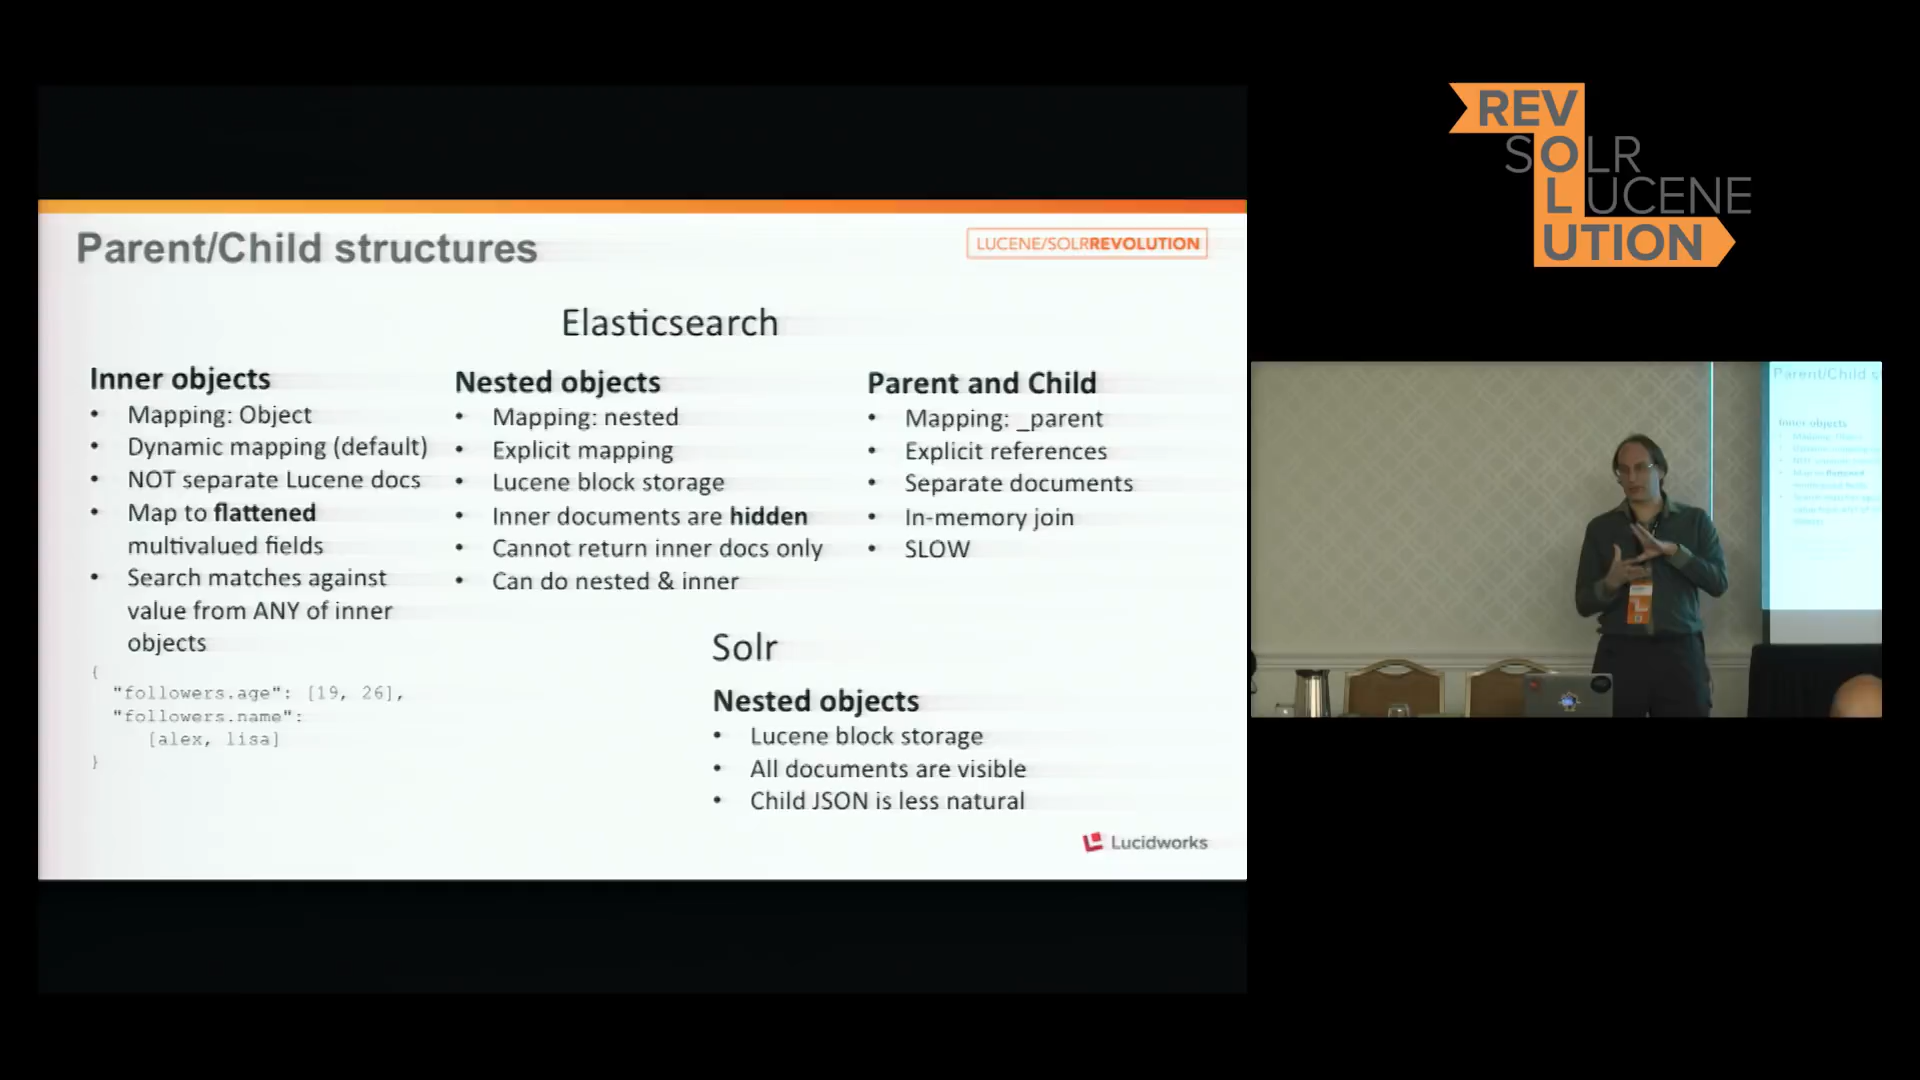 Parent/Child structures
LUCENE/SOLRREVOLUTION
Elasticsearch
Inner objects
• Mapping: Object
• Dynamic mapping (default)
• NOT separate Lucene docs
• Map to flattened
multivalued fields
• Search matches against
value from ANY of inner
objects
{
"followers.age": [19, 26],
"followers.name":
[alex, lisa]
}
Nested objects
• Mapping: nested
• Explicit mapping
• Lucene block storage
• Inner documents are hidden
• Cannot return inner docs only
• Can do nested & inner
Parent and Child
• Mapping: _parent
• Explicit references
• Separate documents
• In-memory join
• SLOW
Solr
Nested objects
• Lucene block storage
• All documents are visible
• Child JSON is less natural
Lucidworks
REV
SOLR
LUCENE
UTION
Parent/Child s
Inner objects